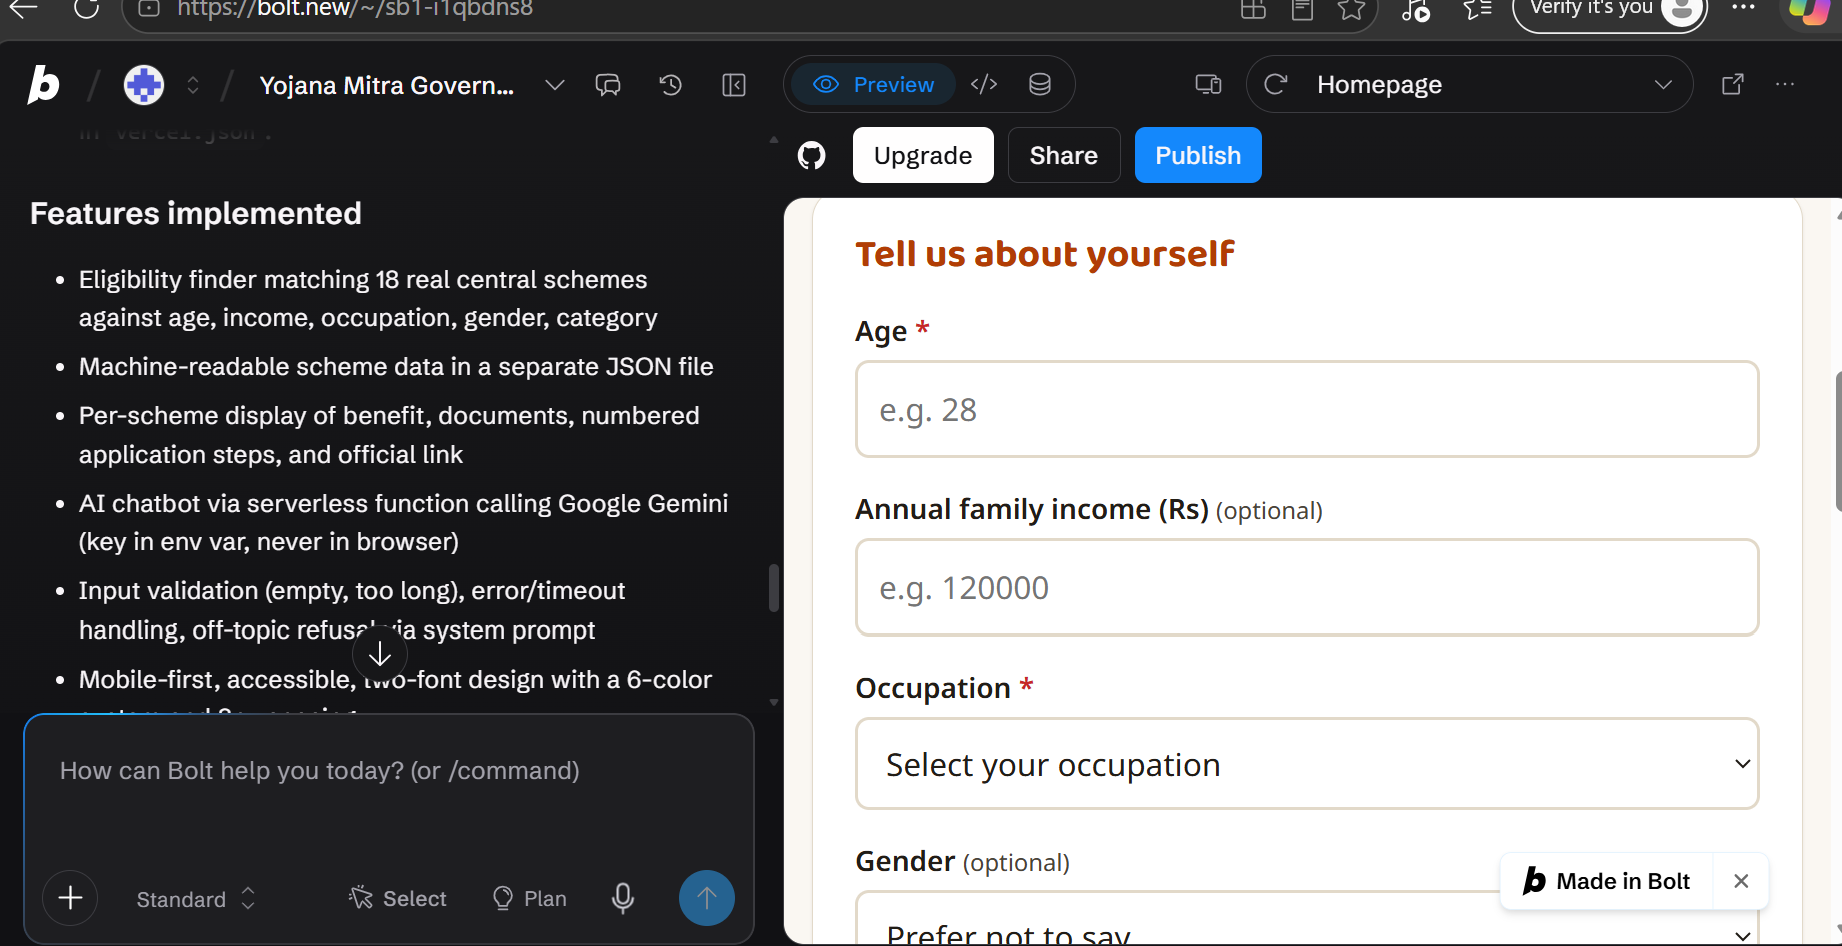 https://bolt.new/~/sb1-i1qbdns8
Verify it's you
Yojana Mitra Govern...
Preview
Homepage
in vercel.json.
Upgrade
Share
Publish
Features implemented
Eligibility finder matching 18 real central schemes
against age, income, occupation, gender, category
Machine-readable scheme data in a separate JSON file
Per-scheme display of benefit, documents, numbered
application steps, and official link
AI chatbot via serverless function calling Google Gemini
(key in env var, never in browser)
Input validation (empty, too long), error/timeout
handling, off-topic refusal via system prompt
Mobile-first, accessible, two-font design with a 6-color
How can Bolt help you today? (or /command)
Standard
Select
Plan
Tell us about yourself
Age *
e.g. 28
Annual family income (Rs) (optional)
e.g. 120000
Occupation *
Select your occupation
Gender (optional)
Prefer not to say
Made in Bolt